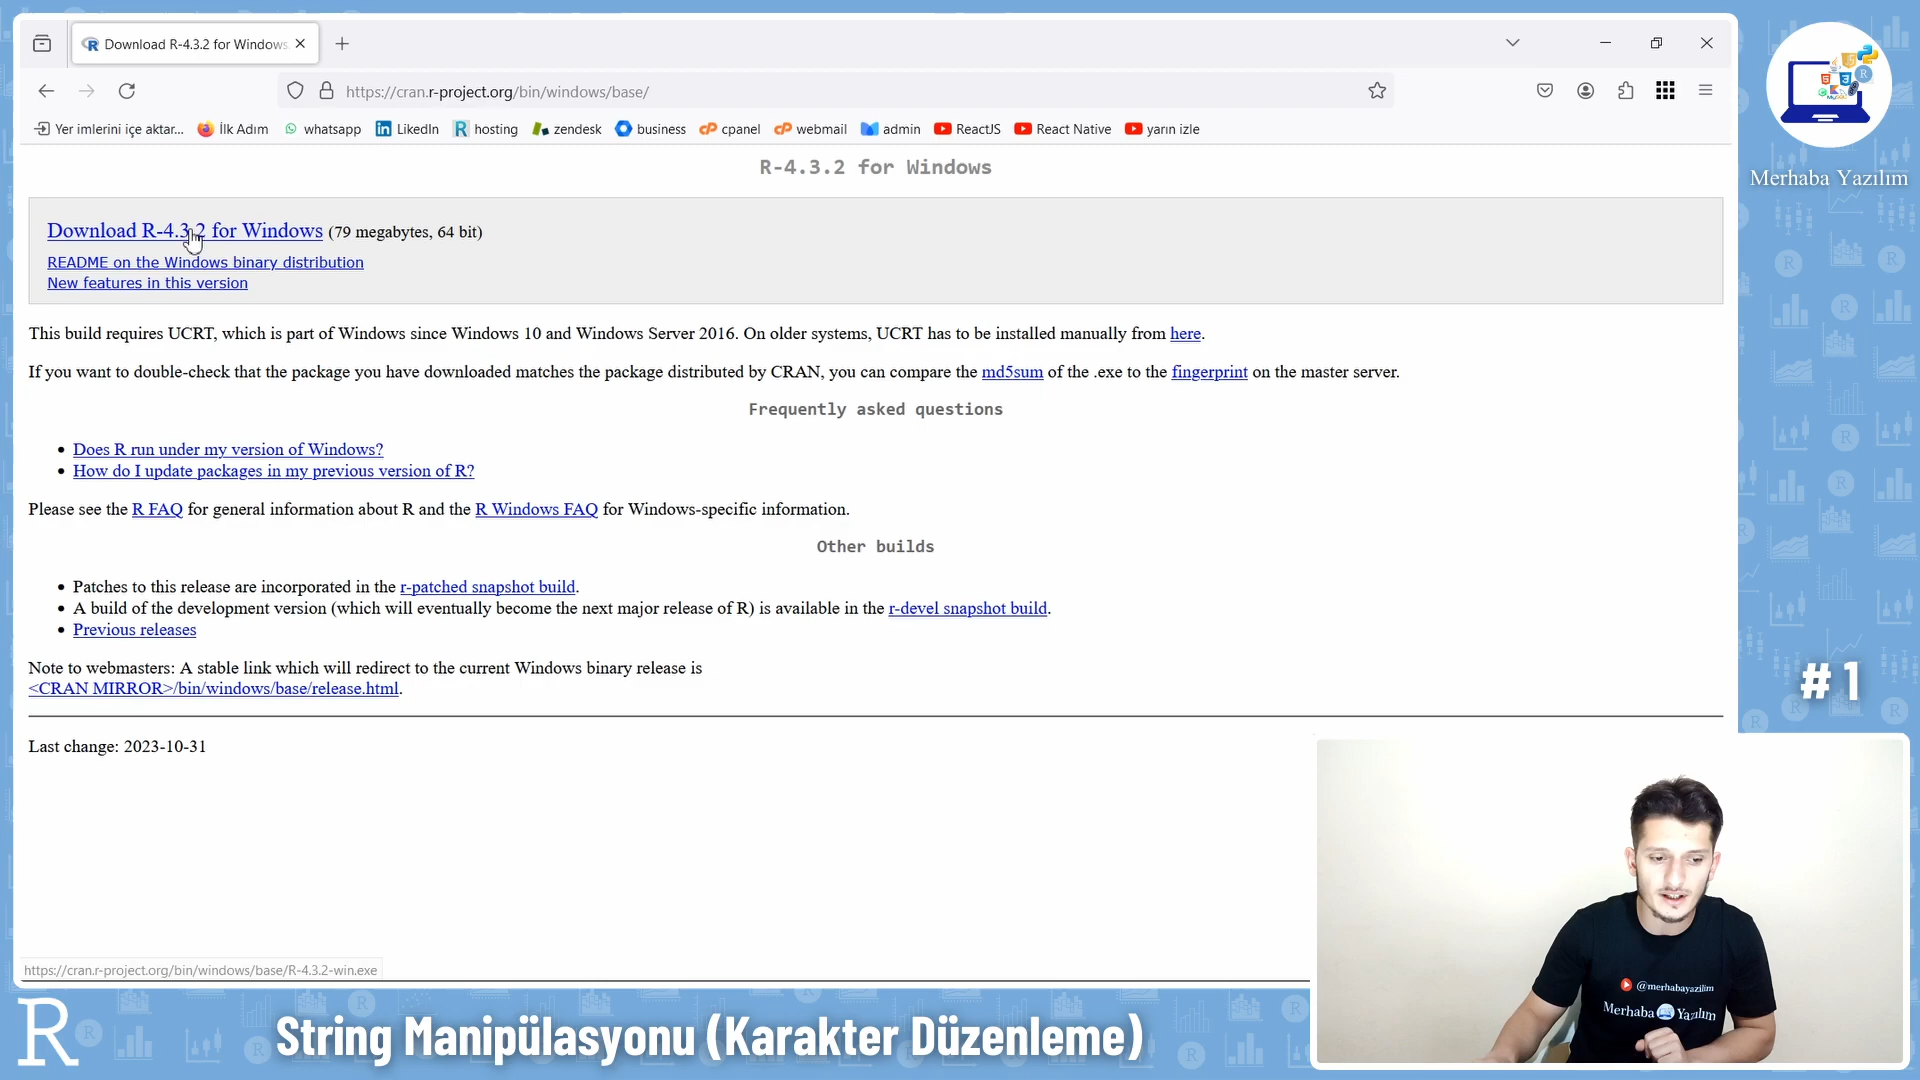 Download R-4.3.2 for Windows
https://cran.r-project.org/bin/windows/base/
Yer imlerini içe aktar...
İlk Adım
whatsapp
LinkedIn
hosting
zendesk
business
cpanel
webmail
admin
ReactJS
React Native
yarın izle
Merhaba Yazılım
R-4.3.2 for Windows
Download R-4.3.2 for Windows (79 megabytes, 64 bit)
README on the Windows binary distribution
New features in this version
This build requires UCRT, which is part of Windows since Windows 10 and Windows Server 2016. On older systems, UCRT has to be installed manually from here.
If you want to double-check that the package you have downloaded matches the package distributed by CRAN, you can compare the md5sum of the .exe to the fingerprint on the master server.
Frequently asked questions
• Does R run under my version of Windows?
• How do I update packages in my previous version of R?
Please see the R FAQ for general information about R and the R Windows FAQ for Windows-specific information.
Other builds
• Patches to this release are incorporated in the r-patched snapshot build.
• A build of the development version (which will eventually become the next major release of R) is available in the r-devel snapshot build.
• Previous releases
Note to webmasters: A stable link which will redirect to the current Windows binary release is
<CRAN MIRROR>/bin/windows/base/release.html.
#1
Last change: 2023-10-31
https://cran.r-project.org/bin/windows/base/R-4.3.2-win.exe
@merhabayazilim
Merhaba Yazılım
R
String Manipülasyonu (Karakter Düzenleme)